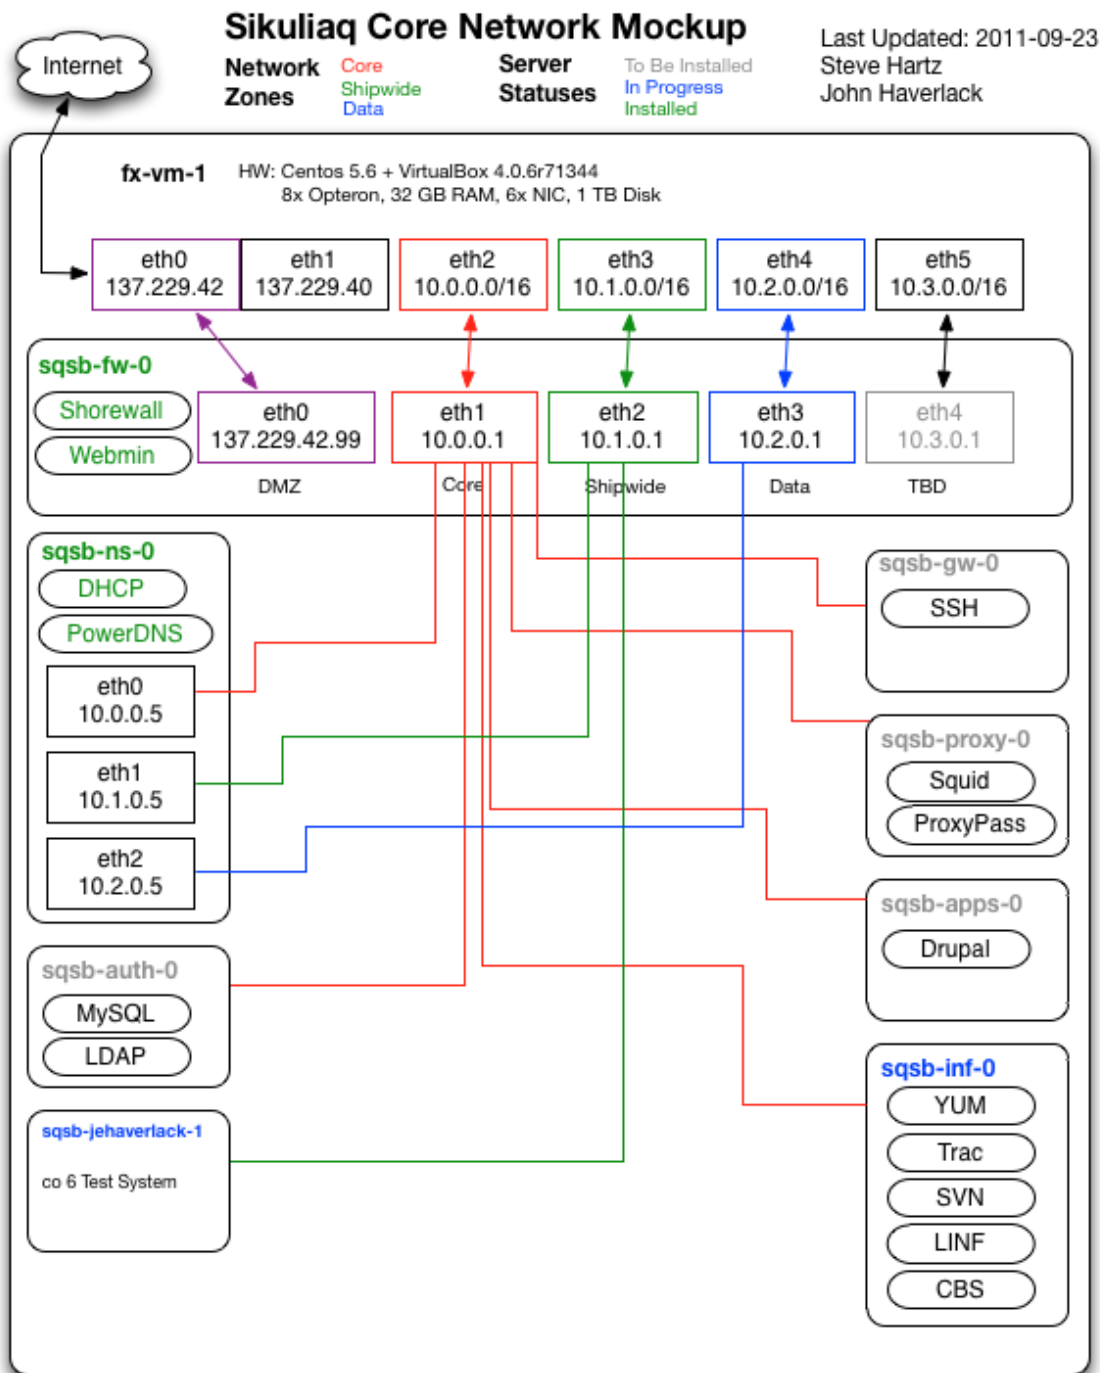 Sikuliaq Core Network Mockup
Last Updated: 2011-09-23
Steve Hartz
John Haverlack
Internet
Network
Zones
Core
Shipwide
Data
Server
Statuses
To Be Installed
In Progress
Installed
fx-vm-1
HW: Centos 5.6 + VirtualBox 4.0.6r71344
8x Opteron, 32 GB RAM, 6x NIC, 1 TB Disk
eth0
137.229.42
eth1
137.229.40
eth2
10.0.0.0/16
eth3
10.1.0.0/16
eth4
10.2.0.0/16
eth5
10.3.0.0/16
sqsb-fw-0
Shorewall
Webmin
eth0
137.229.42.99
DMZ
eth1
10.0.0.1
Core
eth2
10.1.0.1
Shipwide
eth3
10.2.0.1
Data
eth4
10.3.0.1
TBD
sqsb-ns-0
DHCP
PowerDNS
eth0
10.0.0.5
eth1
10.1.0.5
eth2
10.2.0.5
sqsb-auth-0
MySQL
LDAP
sqsb-jehaverlack-1
co 6 Test System
sqsb-gw-0
SSH
sqsb-proxy-0
Squid
ProxyPass
sqsb-apps-0
Drupal
sqsb-inf-0
YUM
Trac
SVN
LINF
CBS